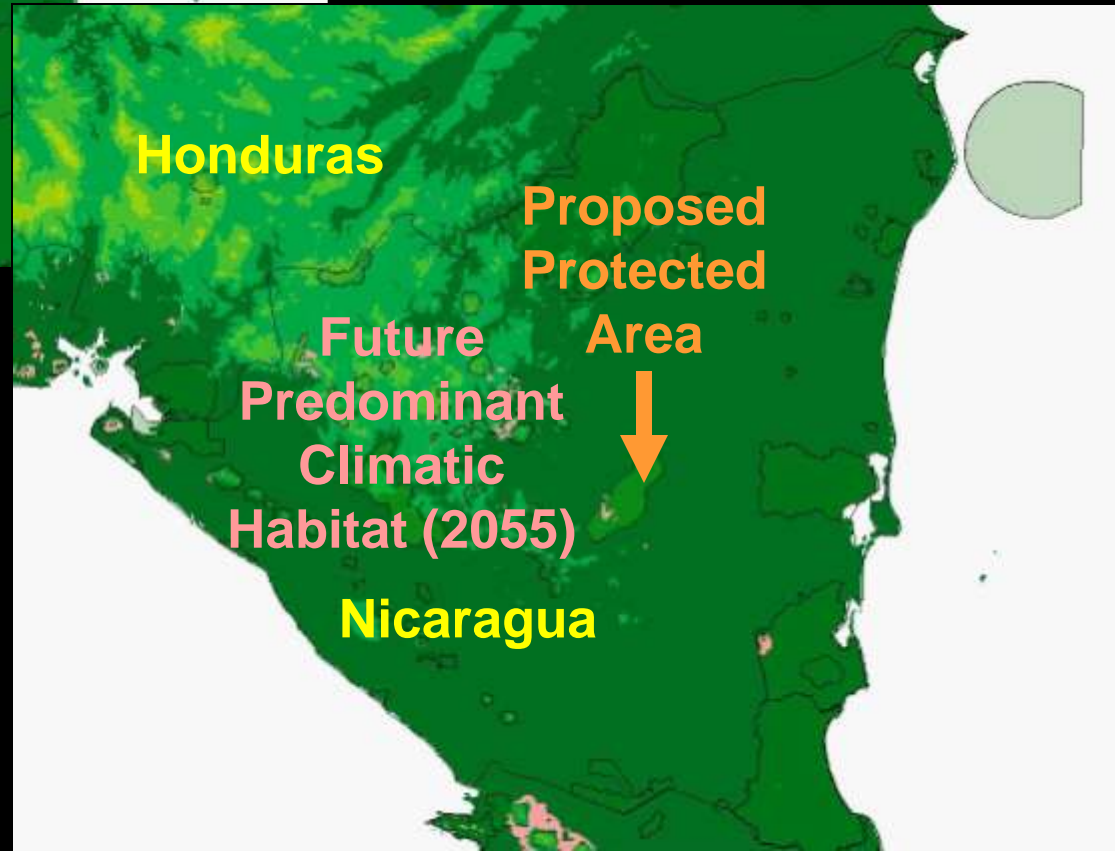 Honduras
Proposed
Protected
Area
Future
Predominant
Climatic
Habitat (2055)
Nicaragua